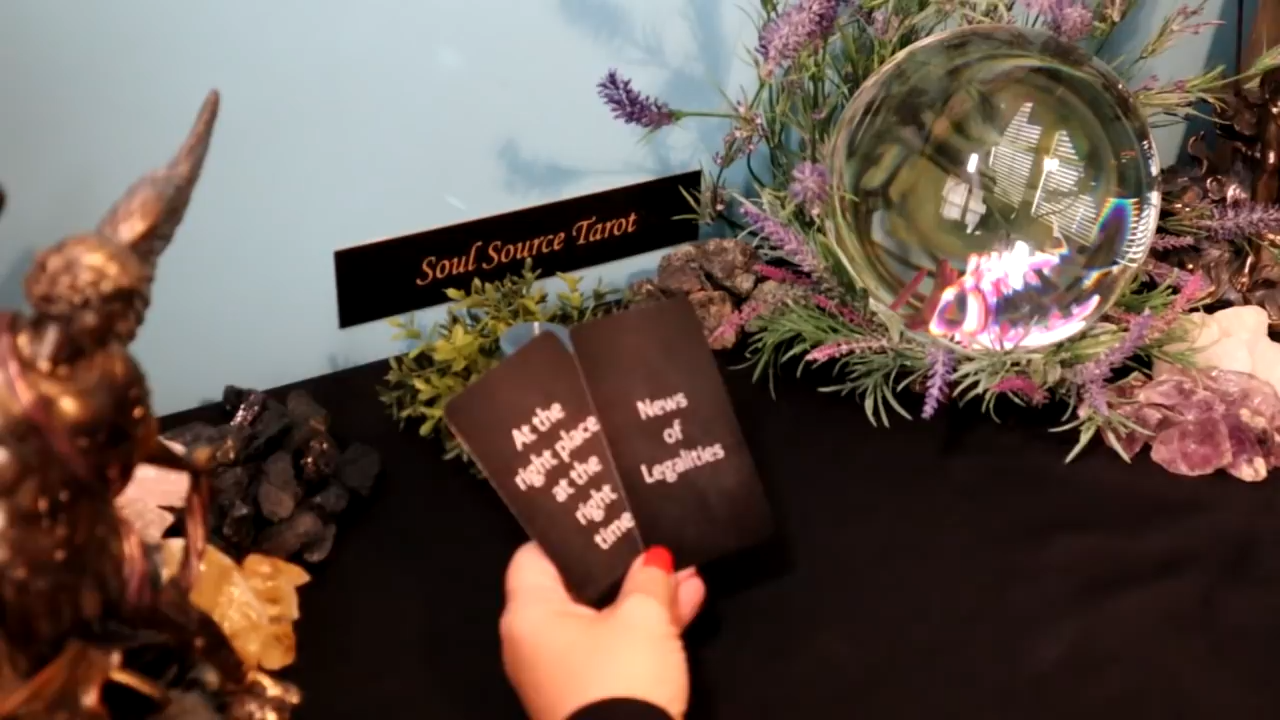 Soul Source Tarot
At the
right place
at the
right
time
News
of
Legalities